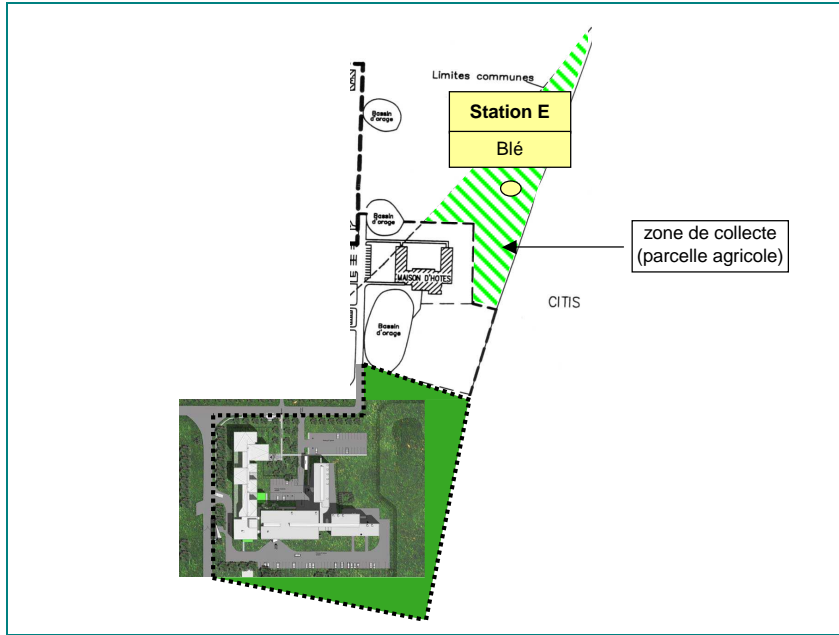 Limites communes
Station E
Blé
Bassin
d'orage
Bassin
d'orage
zone de collecte
(parcelle agricole)
MAISON D'HOTES
CITIS
Bassin
d'orage